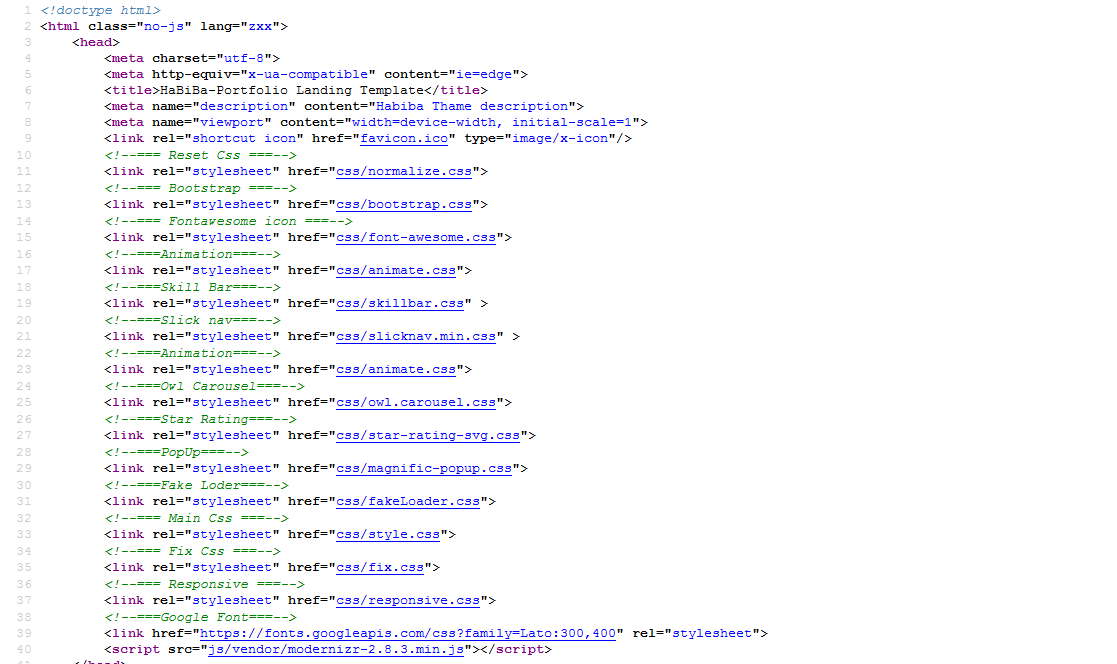 1 <!doctype html>
2 <html class="no-js" lang="zxx">
3 <head>
4 <meta charset="utf-8">
5 <meta http-equiv="x-ua-compatible" content="ie=edge">
6 <title>HaBiBa-Portfolio Landing Template</title>
7 <meta name="description" content="Habiba Thame description">
8 <meta name="viewport" content="width=device-width, initial-scale=1">
9 <link rel="shortcut icon" href="favicon.ico" type="image/x-icon"/>
10 <!--=== Reset Css ===-->
11 <link rel="stylesheet" href="css/normalize.css">
12 <!--=== Bootstrap ===-->
13 <link rel="stylesheet" href="css/bootstrap.css">
14 <!--=== Fontawesome icon ===-->
15 <link rel="stylesheet" href="css/font-awesome.css">
16 <!--===Animation===-->
17 <link rel="stylesheet" href="css/animate.css">
18 <!--===Skill Bar===-->
19 <link rel="stylesheet" href="css/skillbar.css" >
20 <!--===Slick nav===-->
21 <link rel="stylesheet" href="css/slicknav.min.css" >
22 <!--===Animation===-->
23 <link rel="stylesheet" href="css/animate.css">
24 <!--===Owl Carousel===-->
25 <link rel="stylesheet" href="css/owl.carousel.css">
26 <!--===Star Rating===-->
27 <link rel="stylesheet" href="css/star-rating-svg.css">
28 <!--===PopUp===-->
29 <link rel="stylesheet" href="css/magnific-popup.css">
30 <!--===Fake Loder===-->
31 <link rel="stylesheet" href="css/fakeLoader.css">
32 <!--=== Main Css ===-->
33 <link rel="stylesheet" href="css/style.css">
34 <!--=== Fix Css ===-->
35 <link rel="stylesheet" href="css/fix.css">
36 <!--=== Responsive ===-->
37 <link rel="stylesheet" href="css/responsive.css">
38 <!--===Google Font===-->
39 <link href="https://fonts.googleapis.com/css?family=Lato:300,400" rel="stylesheet">
40 <script src="js/vendor/modernizr-2.8.3.min.js"></script>
41 </head>